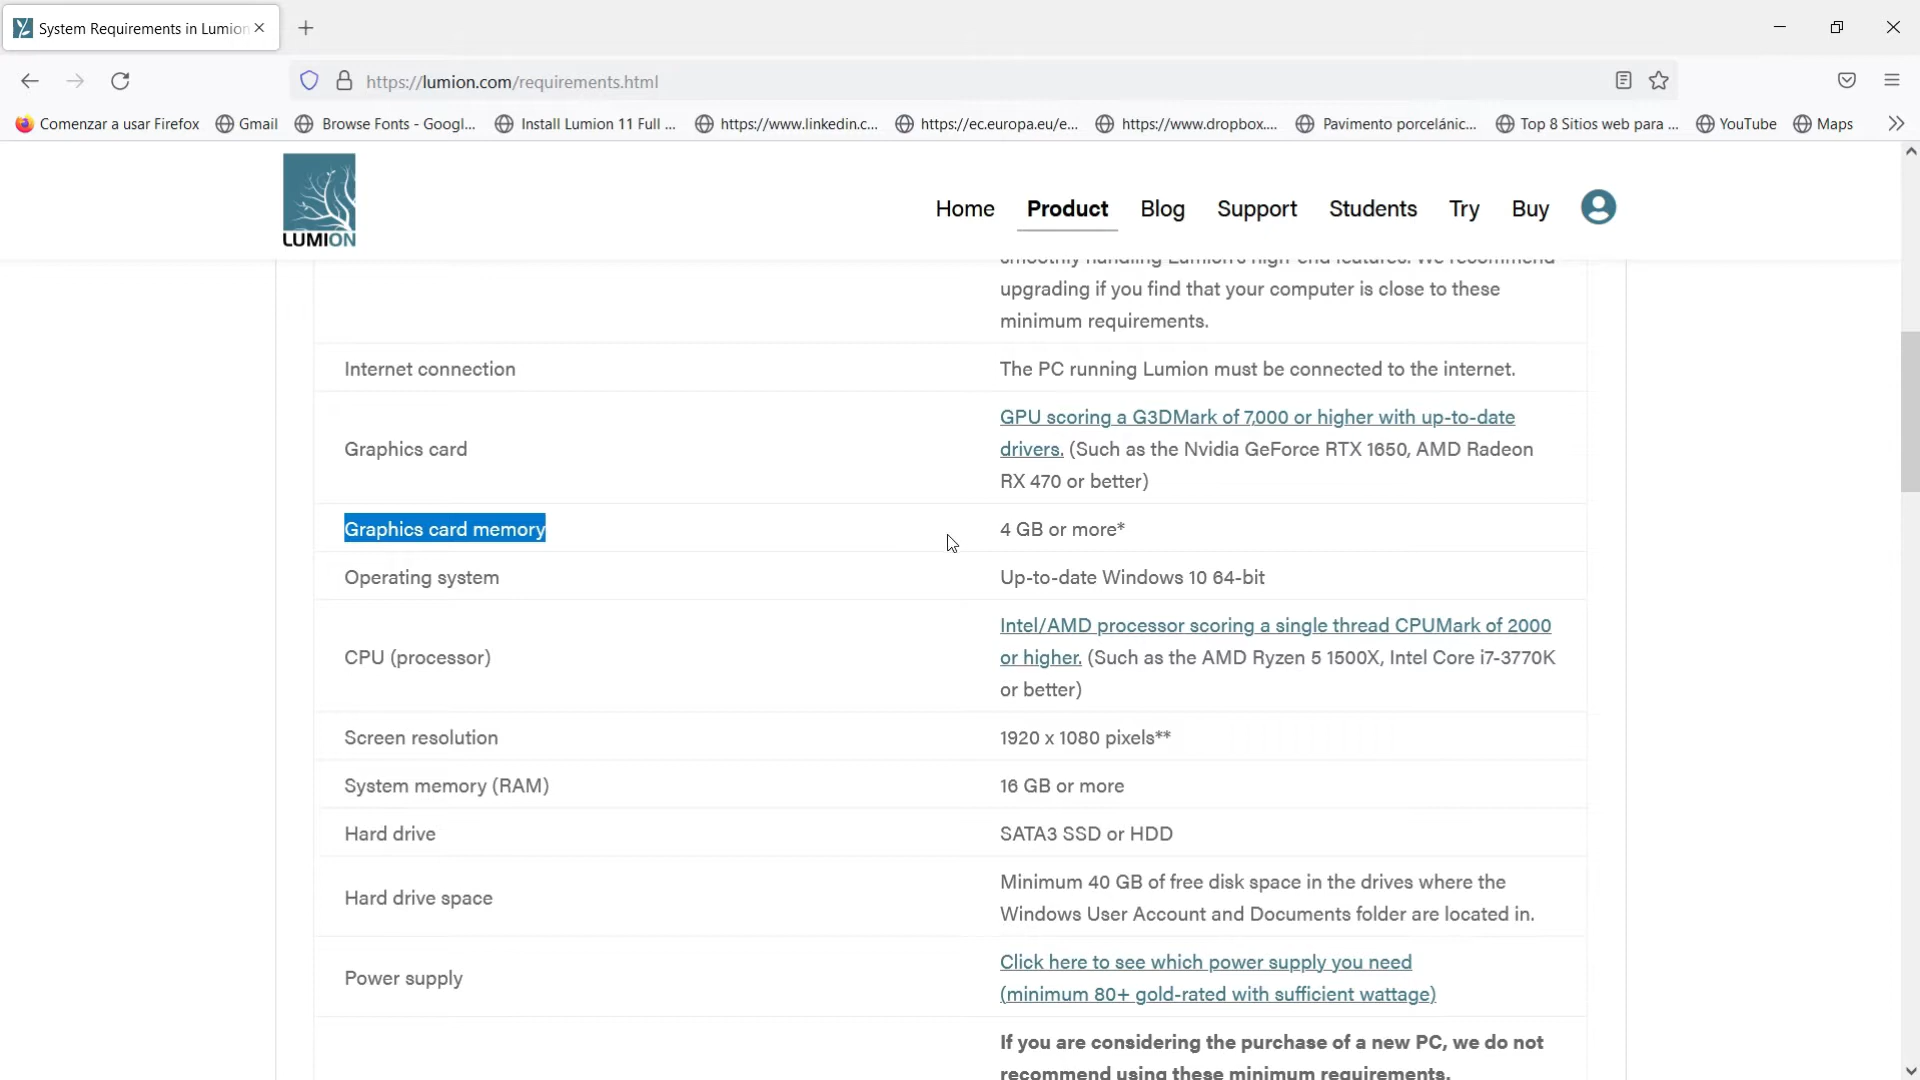 System Requirements in Lumion
https://lumion.com/requirements.html
Comenzar a usar Firefox
Gmail
Browse Fonts - Googl...
Install Lumion 11 Full ...
https://www.linkedin.c...
https://ec.europa.eu/e...
https://www.dropbox....
Pavimento porcelánic...
Top 8 Sitios web para ...
YouTube
Maps
LUMION
Home
Product
Blog
Support
Students
Try
Buy
smoothly handling Lumion's high-end features. We recommend
upgrading if you find that your computer is close to these
minimum requirements.
Internet connection
The PC running Lumion must be connected to the internet.
Graphics card
GPU scoring a G3DMark of 7,000 or higher with up-to-date
drivers. (Such as the Nvidia GeForce RTX 1650, AMD Radeon
RX 470 or better)
Graphics card memory
4 GB or more*
Operating system
Up-to-date Windows 10 64-bit
CPU (processor)
Intel/AMD processor scoring a single thread CPUMark of 2000
or higher. (Such as the AMD Ryzen 5 1500X, Intel Core i7-3770K
or better)
Screen resolution
1920 x 1080 pixels**
System memory (RAM)
16 GB or more
Hard drive
SATA3 SSD or HDD
Hard drive space
Minimum 40 GB of free disk space in the drives where the
Windows User Account and Documents folder are located in.
Power supply
Click here to see which power supply you need
(minimum 80+ gold-rated with sufficient wattage)
If you are considering the purchase of a new PC, we do not
recommend using these minimum requirements.